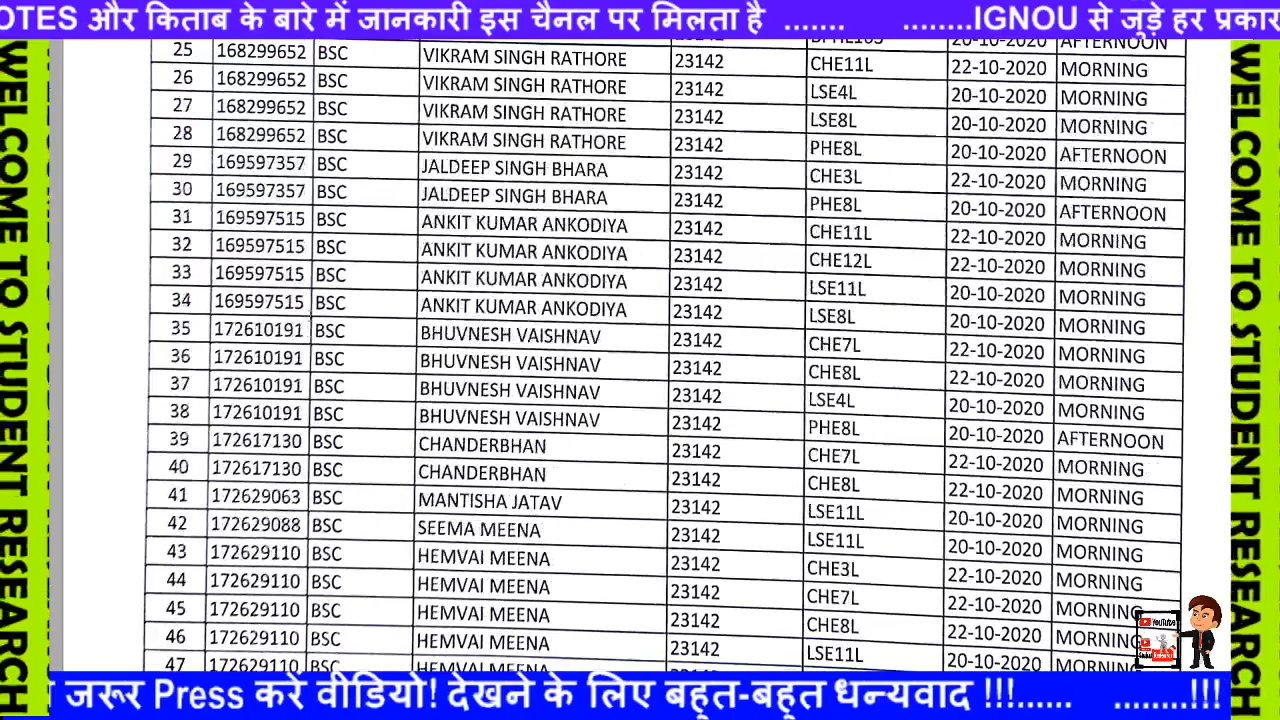 OTES और किताब के बारे में जानकारी इस चैनल पर मिलता है ....... ........IGNOU से जुड़े हर प्रकार
20-10-2020 AFTERNOON
25 168299652 BSC VIKRAM SINGH RATHORE 23142 CHE11L 22-10-2020 MORNING
26 168299652 BSC VIKRAM SINGH RATHORE 23142 LSE4L 20-10-2020 MORNING
27 168299652 BSC VIKRAM SINGH RATHORE 23142 LSE8L 20-10-2020 MORNING
28 168299652 BSC VIKRAM SINGH RATHORE 23142 PHE8L 20-10-2020 AFTERNOON
29 169597357 BSC JALDEEP SINGH BHARA 23142 CHE3L 22-10-2020 MORNING
30 169597357 BSC JALDEEP SINGH BHARA 23142 PHE8L 20-10-2020 AFTERNOON
31 169597515 BSC ANKIT KUMAR ANKODIYA 23142 CHE11L 22-10-2020 MORNING
32 169597515 BSC ANKIT KUMAR ANKODIYA 23142 CHE12L 22-10-2020 MORNING
33 169597515 BSC ANKIT KUMAR ANKODIYA 23142 LSE11L 20-10-2020 MORNING
34 169597515 BSC ANKIT KUMAR ANKODIYA 23142 LSE8L 20-10-2020 MORNING
35 172610191 BSC BHUVNESH VAISHNAV 23142 CHE7L 22-10-2020 MORNING
36 172610191 BSC BHUVNESH VAISHNAV 23142 CHE8L 22-10-2020 MORNING
37 172610191 BSC BHUVNESH VAISHNAV 23142 LSE4L 20-10-2020 MORNING
38 172610191 BSC BHUVNESH VAISHNAV 23142 PHE8L 20-10-2020 AFTERNOON
39 172617130 BSC CHANDERBHAN 23142 CHE7L 22-10-2020 MORNING
40 172617130 BSC CHANDERBHAN 23142 CHE8L 22-10-2020 MORNING
41 172629063 BSC MANTISHA JATAV 23142 LSE11L 20-10-2020 MORNING
42 172629088 BSC SEEMA MEENA 23142 LSE11L 20-10-2020 MORNING
43 172629110 BSC HEMVAI MEENA 23142 CHE3L 22-10-2020 MORNING
44 172629110 BSC HEMVAI MEENA 23142 CHE7L 22-10-2020 MORNING
45 172629110 BSC HEMVAI MEENA 23142 CHE8L 22-10-2020 MORNING
46 172629110 BSC HEMVAI MEENA 23142 LSE11L 20-10-2020 MORNING
47 172629110 BSC HEMVAI MEENA
WELCOME TO STUDENT RESEARCH
WELCOME TO STUDENT RESEARCH
YouTube
जरूर Press करें वीडियो! देखने के लिए बहुत-बहुत धन्यवाद !!!...... ........!!!